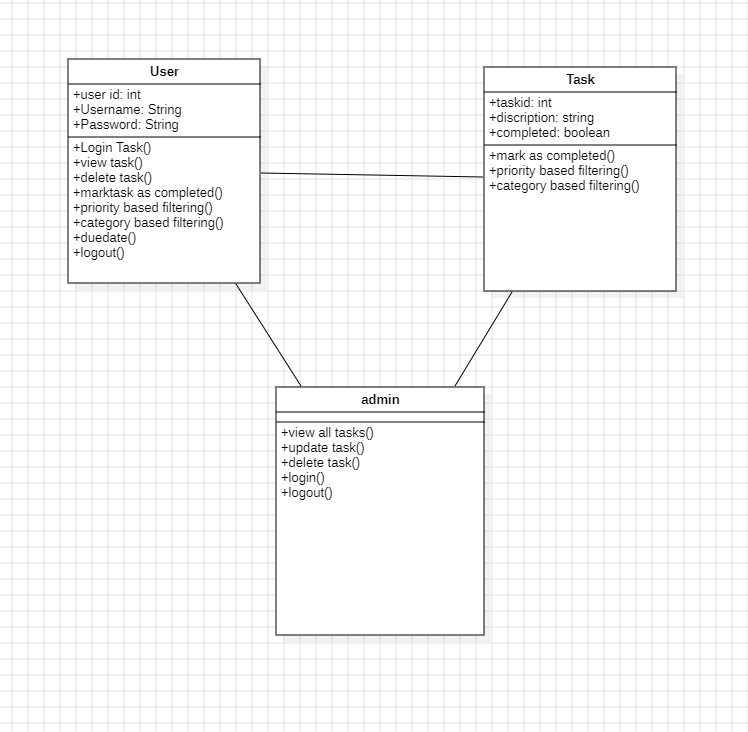 User
+user id: int
+Username: String
+Password: String
+Login Task()
+view task()
+delete task()
+marktask as completed()
+priority based filtering()
+category based filtering()
+duedate()
+logout()
Task
+taskid: int
+discription: string
+completed: boolean
+mark as completed()
+priority based filtering()
+category based filtering()
admin
+view all tasks()
+update task()
+delete task()
+login()
+logout()